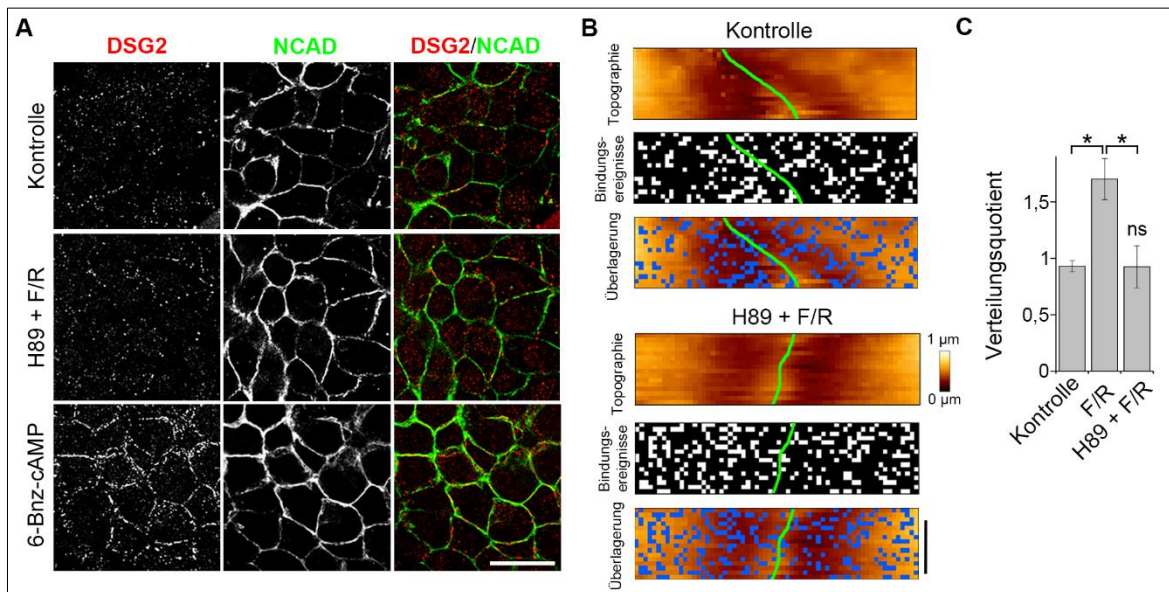 A
DSG2 NCAD DSG2/NCAD
Kontrolle
H89 + F/R
6-Bnz-cAMP
B
Kontrolle
Topographie
Bindungs-
ereignisse
Überlagerung
H89 + F/R
Topographie
1 µm
0 µm
Bindungs-
ereignisse
Überlagerung
C
* *
ns
Verteilungsquotient
1,5
1
0,5
0
Kontrolle
F/R
H89 + F/R